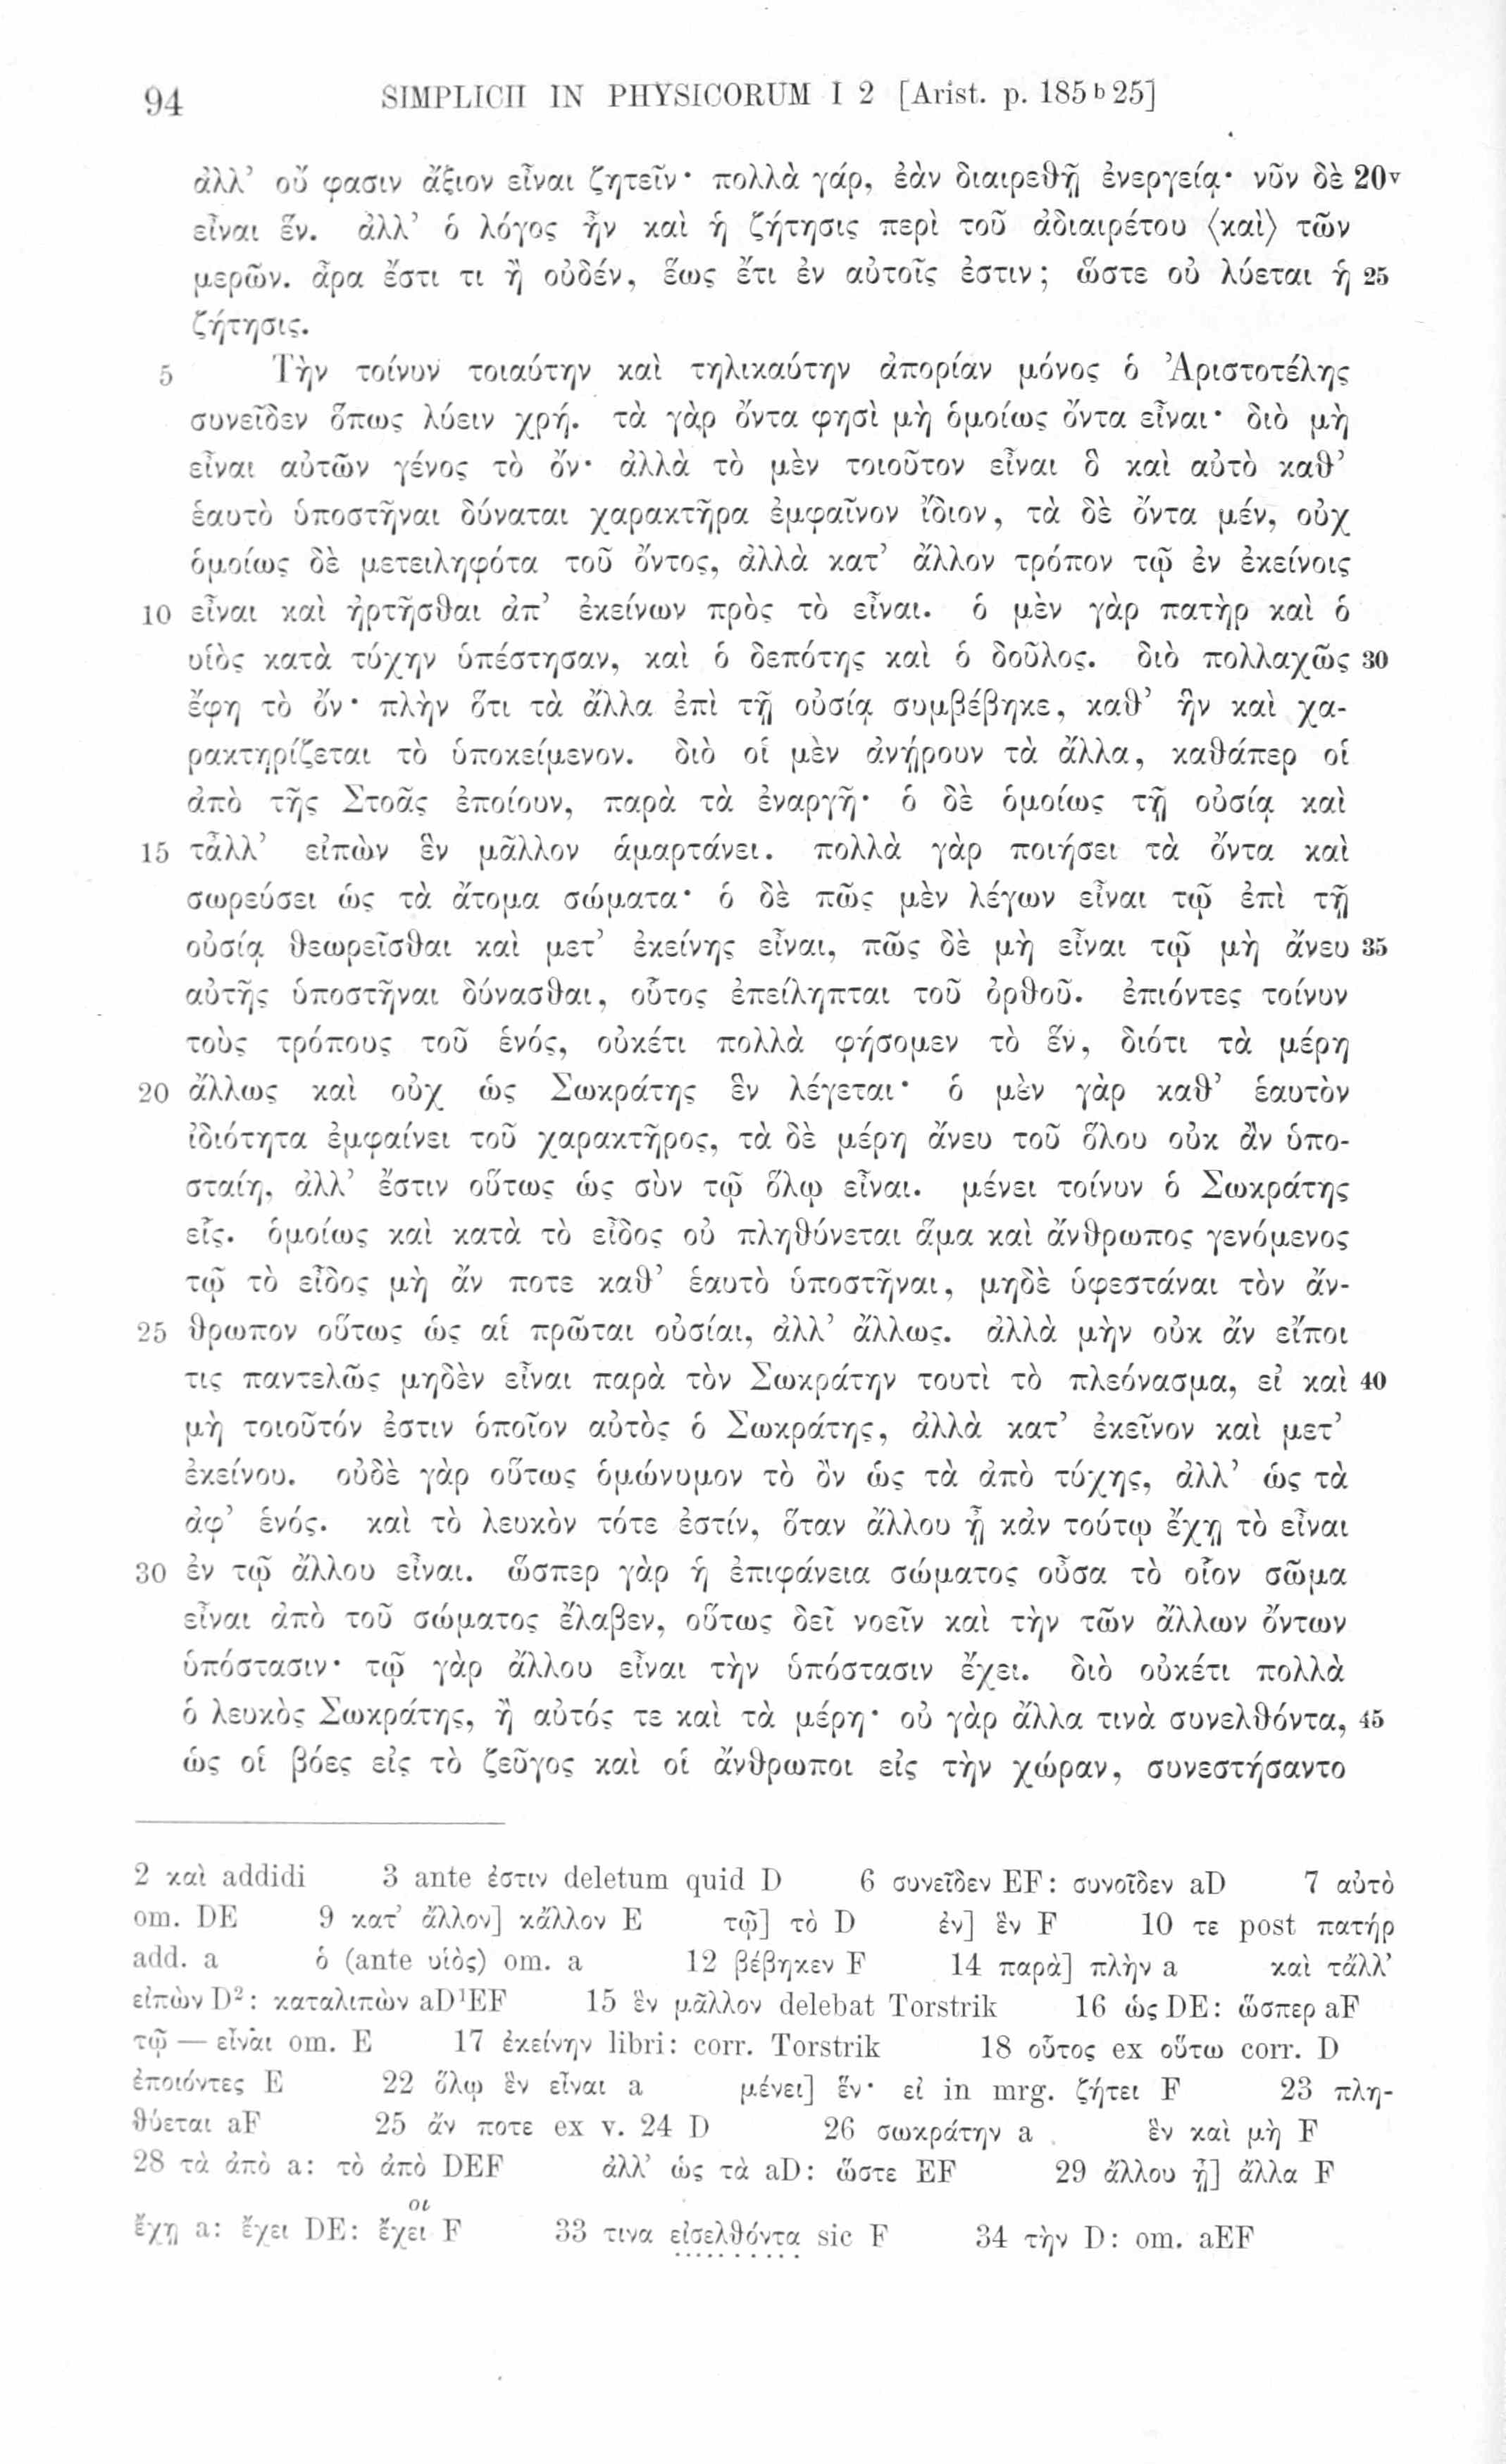 94 SIMPLICII IN PHYSICORUM I 2 [Arist. p. 185 b 25]
ἀλλ’ οὔ φασιν ἄξιον εἶναι ζητεῖν· πολλὰ γάρ, ἐὰν διαιρεθῇ ἐνεργείᾳ· νῦν δὲ 20v
εἶναι ἕν. ἀλλ’ ὁ λόγος ἦν καὶ ἡ ζήτησις περὶ τοῦ ἀδιαιρέτου ⟨καὶ⟩ τῶν
μερῶν. ἆρα ἔστι τι ἢ οὐδέν, ἕως ἔτι ἐν αὐτοῖς ἐστιν; ὥστε οὐ λύεται ἡ 25
ζήτησις.
5 Τὴν τοίνυν τοιαύτην καὶ τηλικαύτην ἀπορίαν μόνος ὁ Ἀριστοτέλης
συνεῖδεν ὅπως λύειν χρή. τὰ γὰρ ὄντα φησὶ μὴ ὁμοίως ὄντα εἶναι· διὸ μὴ
εἶναι αὐτῶν γένος τὸ ὄν· ἀλλὰ τὸ μὲν τοιοῦτον εἶναι ὃ καὶ αὐτὸ καθ’
ἑαυτὸ ὑποστῆναι δύναται χαρακτῆρα ἐμφαῖνον ἴδιον, τὰ δὲ ὄντα μέν, οὐχ
ὁμοίως δὲ μετειληφότα τοῦ ὄντος, ἀλλὰ κατ’ ἄλλον τρόπον τῷ ἐν ἐκείνοις
10 εἶναι καὶ ἠρτῆσθαι ἀπ’ ἐκείνων πρὸς τὸ εἶναι. ὁ μὲν γὰρ πατὴρ καὶ ὁ
υἱὸς κατὰ τύχην ὑπέστησαν, καὶ ὁ δεπότης καὶ ὁ δοῦλος. διὸ πολλαχῶς 30
ἔφη τὸ ὄν· πλὴν ὅτι τὰ ἄλλα ἐπὶ τῇ οὐσίᾳ συμβέβηκε, καθ’ ἣν καὶ χα-
ρακτηρίζεται τὸ ὑποκείμενον. διὸ οἱ μὲν ἀνῄρουν τὰ ἄλλα, καθάπερ οἱ
ἀπὸ τῆς Στοᾶς ἐποίουν, παρὰ τὰ ἐναργῆ· ὁ δὲ ὁμοίως τῇ οὐσίᾳ καὶ
15 τἆλλ’ εἰπὼν ἓν μᾶλλον ἁμαρτάνει. πολλὰ γὰρ ποιήσει τὰ ὄντα καὶ
σωρεύσει ὡς τὰ ἄτομα σώματα· ὁ δὲ πῶς μὲν λέγων εἶναι τῷ ἐπὶ τῇ
οὐσίᾳ θεωρεῖσθαι καὶ μετ’ ἐκείνης εἶναι, πῶς δὲ μὴ εἶναι τῷ μὴ ἄνευ 35
αὐτῆς ὑποστῆναι δύνασθαι, οὗτος ἐπείληπται τοῦ ὀρθοῦ. ἐπιόντες τοίνυν
τοὺς τρόπους τοῦ ἑνός, οὐκέτι πολλὰ φήσομεν τὸ ἕν, διότι τὰ μέρη
20 ἄλλως καὶ οὐχ ὡς Σωκράτης ἓν λέγεται· ὁ μὲν γὰρ καθ’ ἑαυτὸν
ἰδιότητα ἐμφαίνει τοῦ χαρακτῆρος, τὰ δὲ μέρη ἄνευ τοῦ ὅλου οὐκ ἂν ὑπο-
σταίη, ἀλλ’ ἔστιν οὕτως ὡς σὺν τῷ ὅλῳ εἶναι. μένει τοίνυν ὁ Σωκράτης
εἷς. ὁμοίως καὶ κατὰ τὸ εἶδος οὐ πληθύνεται ἅμα καὶ ἄνθρωπος γενόμενος
τῷ τὸ εἶδος μὴ ἄν ποτε καθ’ ἑαυτὸ ὑποστῆναι, μηδὲ ὑφεστάναι τὸν ἄν-
25 θρωπον οὕτως ὡς αἱ πρῶται οὐσίαι, ἀλλ’ ἄλλως. ἀλλὰ μὴν οὐκ ἄν εἴποι
τις παντελῶς μηδὲν εἶναι παρὰ τὸν Σωκράτην τουτὶ τὸ πλεόνασμα, εἰ καὶ 40
μὴ τοιοῦτόν ἐστιν ὁποῖον αὐτὸς ὁ Σωκράτης, ἀλλὰ κατ’ ἐκεῖνον καὶ μετ’
ἐκείνου. οὐδὲ γὰρ οὕτως ὁμώνυμον τὸ ὂν ὡς τὰ ἀπὸ τύχης, ἀλλ’ ὡς τὰ
ἀφ’ ἑνός. καὶ τὸ λευκὸν τότε ἐστίν, ὅταν ἄλλου ᾖ κἀν τούτῳ ἔχῃ τὸ εἶναι
30 ἐν τῷ ἄλλου εἶναι. ὥσπερ γὰρ ἡ ἐπιφάνεια σώματος οὖσα τὸ οἷον σῶμα
εἶναι ἀπὸ τοῦ σώματος ἔλαβεν, οὕτως δεῖ νοεῖν καὶ τὴν τῶν ἄλλων ὄντων
ὑπόστασιν· τῷ γὰρ ἄλλου εἶναι τὴν ὑπόστασιν ἔχει. διὸ οὐκέτι πολλὰ
ὁ λευκὸς Σωκράτης, ἢ αὐτός τε καὶ τὰ μέρη· οὐ γὰρ ἄλλα τινὰ συνελθόντα, 45
ὡς οἱ βόες εἰς τὸ ζεῦγος καὶ οἱ ἄνθρωποι εἰς τὴν χώραν, συνεστήσαντο
2 καὶ addidi 3 ante ἐστιν deletum quid D 6 συνεῖδεν EF: συνοῖδεν aD 7 αὐτὸ
om. DE 9 κατ’ ἄλλον] κἄλλον E τῷ] τὸ D ἐν] ἓν F 10 τε post πατήρ
add. a ὁ (ante υἱὸς) om. a 12 βέβηκεν F 14 παρὰ] πλὴν a καὶ τἄλλ’
εἰπὼν D²: καταλιπὼν aD¹EF 15 ἓν μᾶλλον delebat Torstrik 16 ὡς DE: ὥσπερ aF
τῷ — εἶναι om. E 17 ἐκείνην libri: corr. Torstrik 18 οὗτος ex οὕτω corr. D
ἐποιόντες E 22 ὅλῳ ἓν εἶναι a μένει] ἕν· εἰ in mrg. ζήτει F 23 πλη-
θύεται aF 25 ἄν ποτε ex v. 24 D 26 σωκράτην a ἓν καὶ μὴ F
28 τὰ ἀπὸ a: τὸ ἀπὸ DEF ἀλλ’ ὡς τὰ aD: ὥστε EF 29 ἄλλου ᾖ] ἄλλα F
οι
ἔχῃ a: ἔχει DE: ἔχει F 33 τινα εἰσελθόντα sic F 34 τὴν D: om. aEF